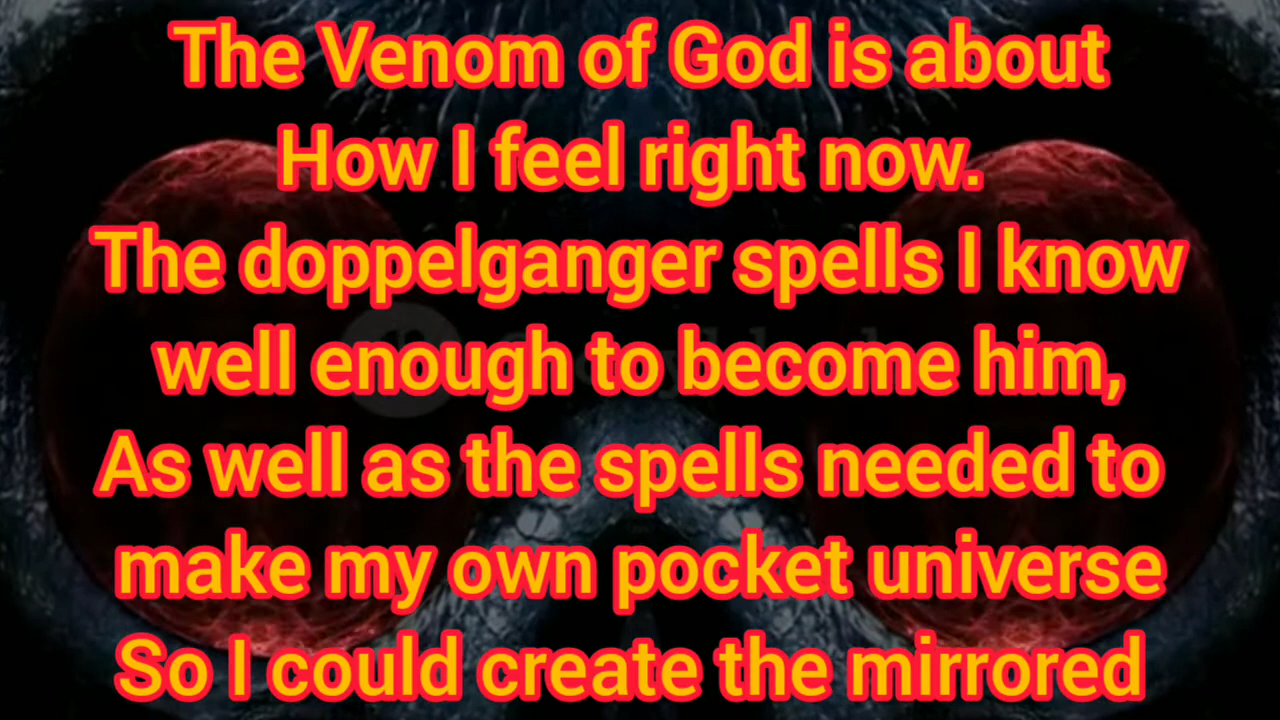 The Venom of God is about
How I feel right now.
The doppelganger spells I know
well enough to become him,
As well as the spells needed to
make my own pocket universe
So I could create the mirrored